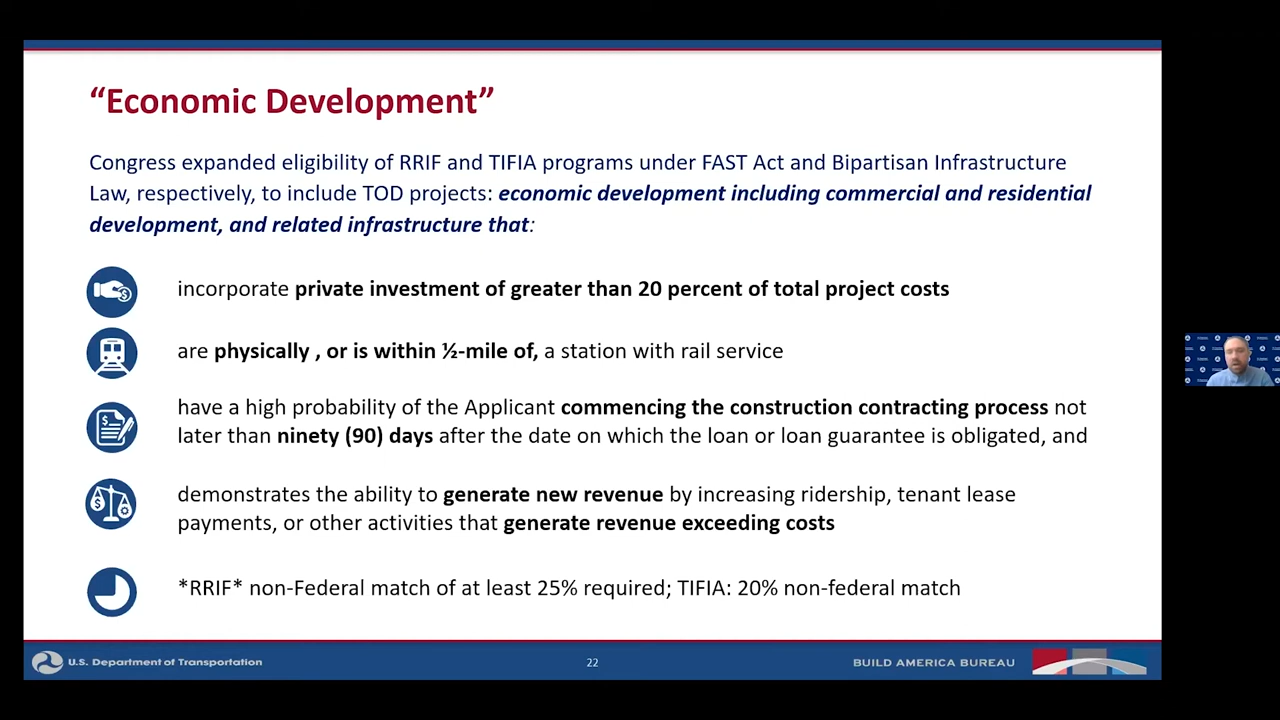 “Economic Development”
Congress expanded eligibility of RRIF and TIFIA programs under FAST Act and Bipartisan Infrastructure
Law, respectively, to include TOD projects: economic development including commercial and residential
development, and related infrastructure that:
incorporate private investment of greater than 20 percent of total project costs
are physically , or is within ½-mile of, a station with rail service
have a high probability of the Applicant commencing the construction contracting process not
later than ninety (90) days after the date on which the loan or loan guarantee is obligated, and
demonstrates the ability to generate new revenue by increasing ridership, tenant lease
payments, or other activities that generate revenue exceeding costs
*RRIF* non-Federal match of at least 25% required; TIFIA: 20% non-federal match
U.S. Department of Transportation
22
BUILD AMERICA BUREAU